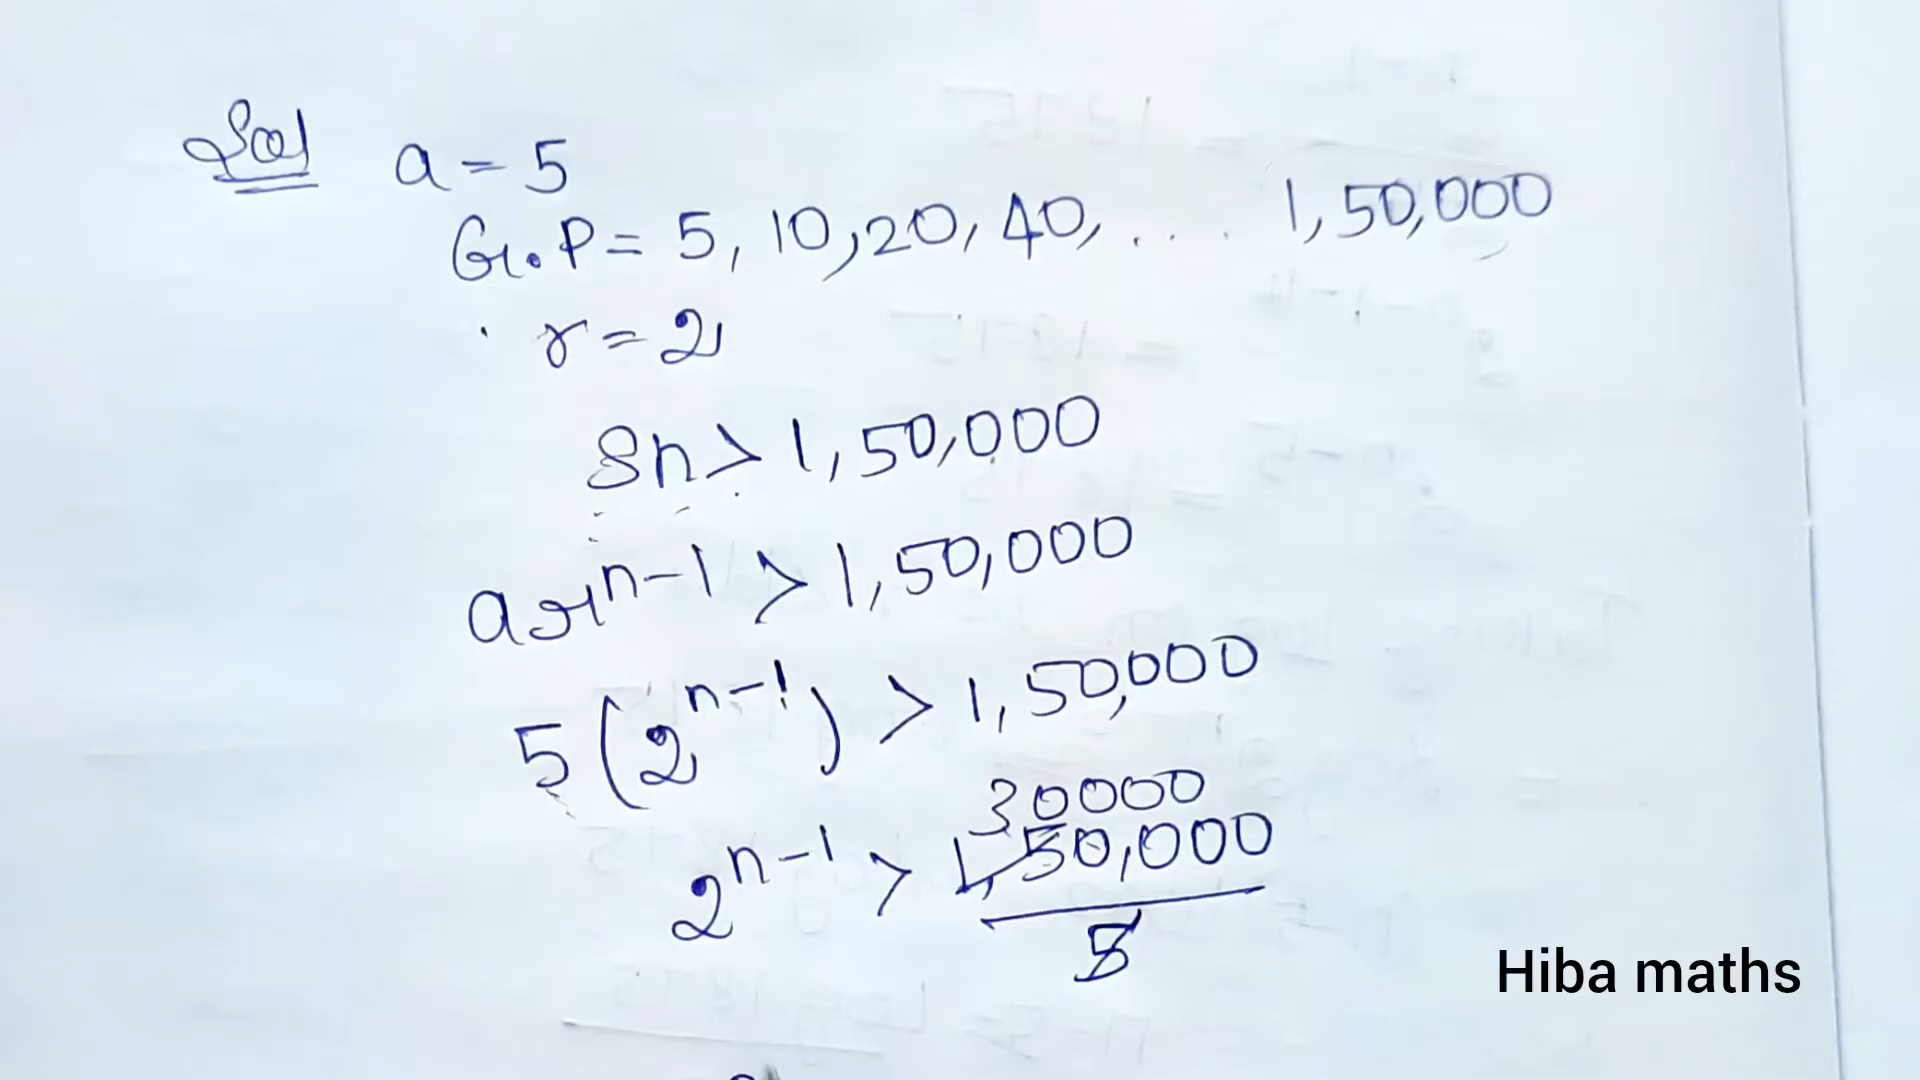 Sol a = 5
G.P = 5, 10, 20, 40, . . . 1,50,000
r = 2
Sn > 1,50,000
ar^n-1 > 1,50,000
5(2^n-1) > 1,50,000
30000
2^n-1 > 1,50,000
5
Hiba maths